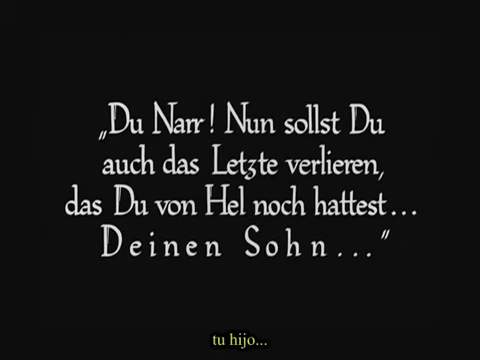 „Du Narr! Nun sollst Du
auch das Letzte verlieren,
das Du von Hel noch hattest...
Deinen Sohn..."
tu hijo...